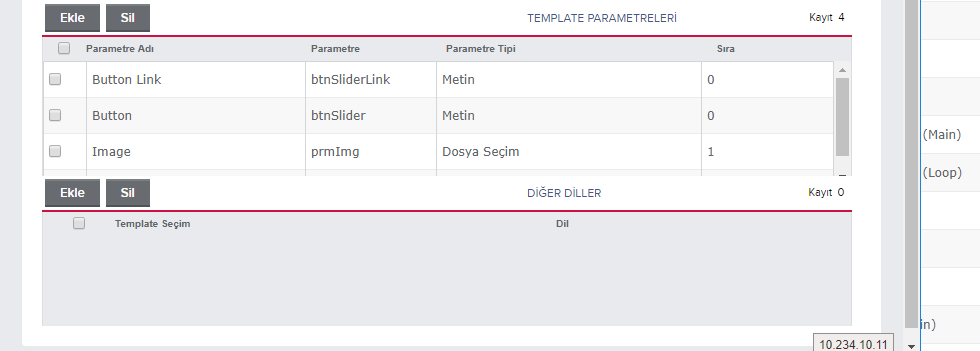 Ekle Sil TEMPLATE PARAMETRELERİ Kayıt 4
Parametre Adı Parametre Parametre Tipi Sıra
Button Link btnSliderLink Metin 0
Button btnSlider Metin 0
(Main)
Image prmImg Dosya Seçim 1
(Loop)
Ekle Sil DİĞER DİLLER Kayıt 0
Template Seçim Dil
in)
10.234.10.11